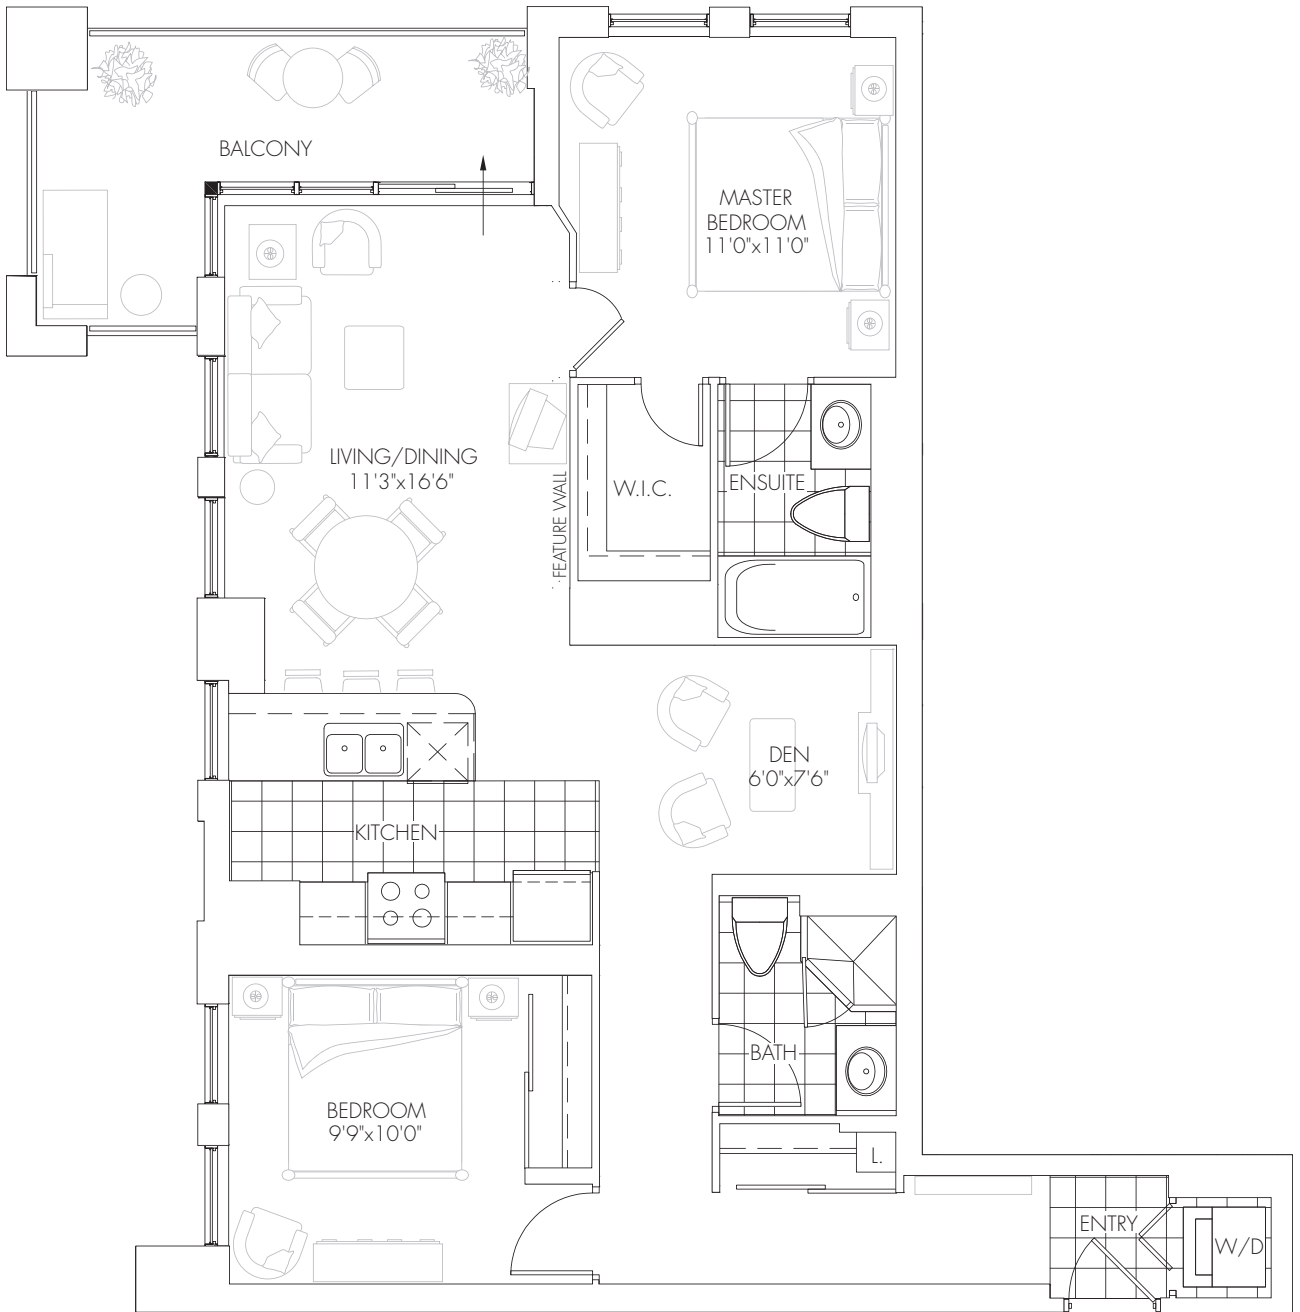 BALCONY
MASTER
BEDROOM
11'0"x11'0"
LIVING/DINING
11'3"x16'6"
FEATURE WALL
W.I.C.
ENSUITE
DEN
6'0"x7'6"
KITCHEN
BATH
BEDROOM
9'9"x10'0"
L.
ENTRY
W/D